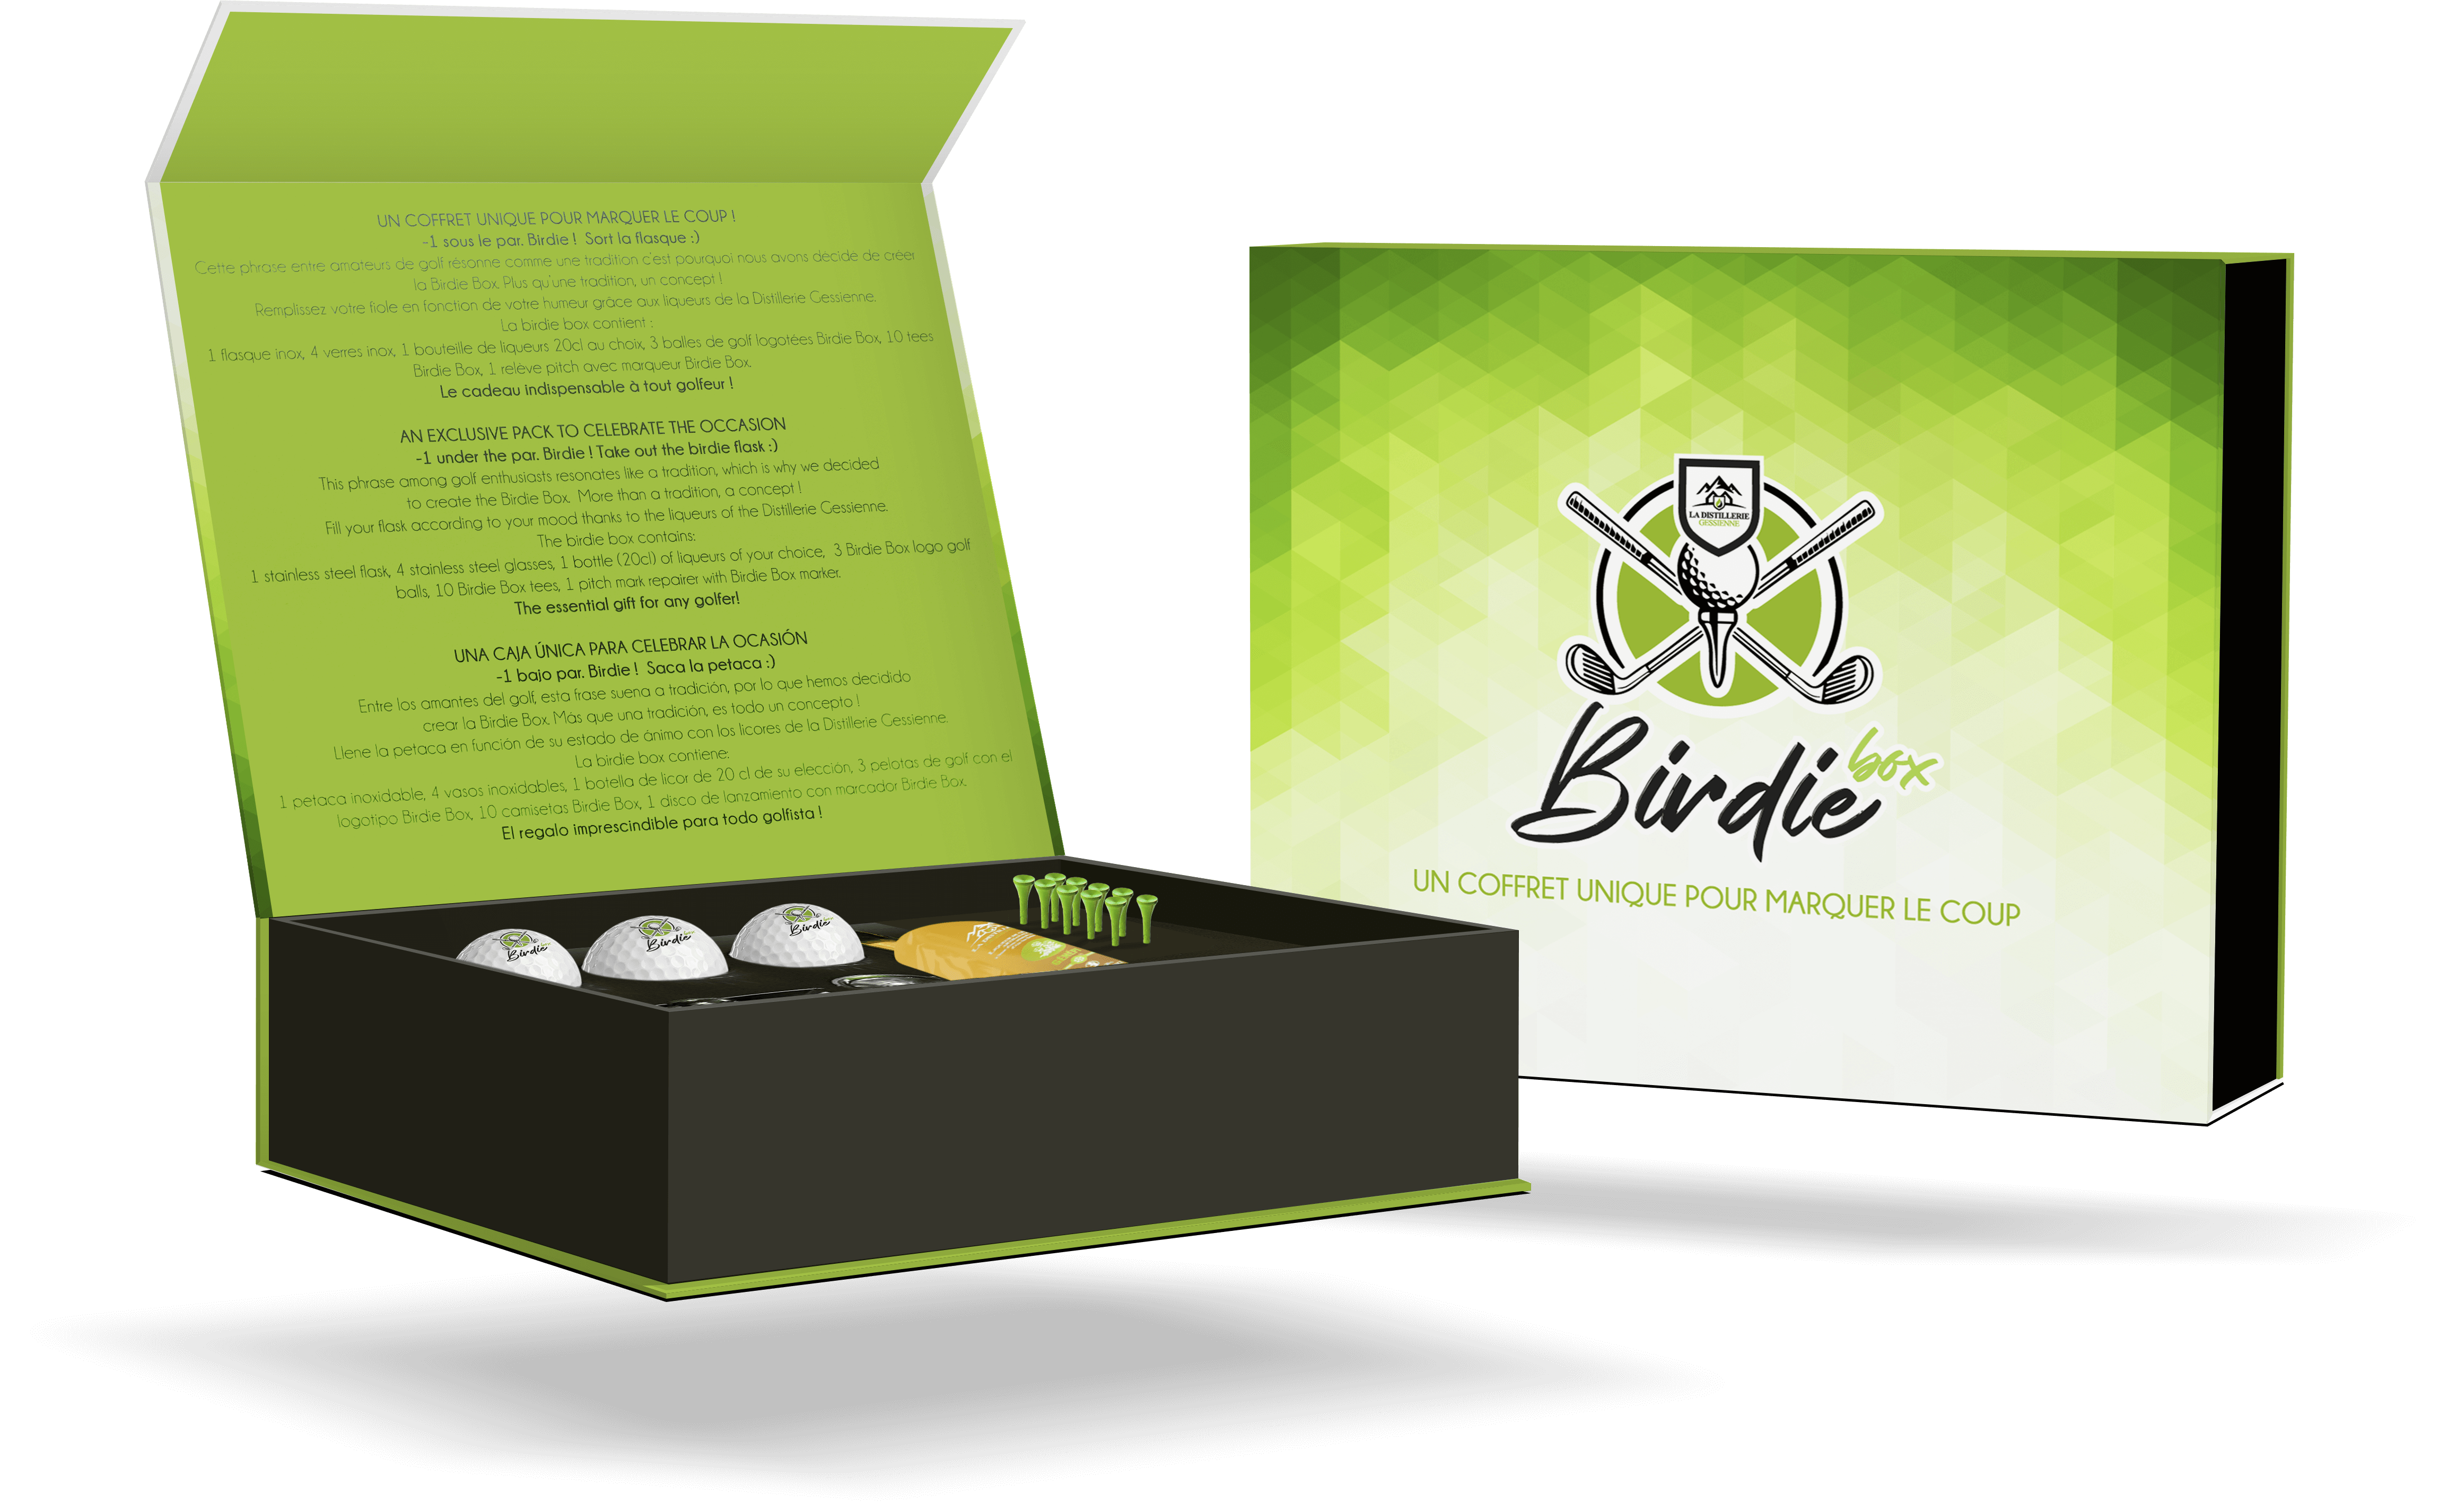 UN COFFRET UNIQUE POUR MARQUER LE COUP !
-1 sous le par. Birdie ! Sort la flasque :)
Cette phrase entre amateurs de golf résonne comme une tradition c'est pourquoi nous avons décide de créer
la Birdie Box. Plus qu'une tradition, un concept !
Remplissez votre fiole en fonction de votre humeur grâce aux liqueurs de la Distillerie Gessienne.
La birdie box contient :
1 flasque inox, 4 verres inox, 1 bouteille de liqueurs 20cl au choix, 3 balles de golf logotées Birdie Box, 10 tees
Birdie Box, 1 relève pitch avec marqueur Birdie Box.
Le cadeau indispensable à tout golfeur !
AN EXCLUSIVE PACK TO CELEBRATE THE OCCASION
-1 under the par. Birdie ! Take out the birdie flask :)
This phrase among golf enthusiasts resonates like a tradition, which is why we decided
to create the Birdie Box. More than a tradition, a concept !
Fill your flask according to your mood thanks to the liqueurs of the Distillerie Gessienne.
The birdie box contains:
1 stainless steel flask, 4 stainless steel glasses, 1 bottle (20cl) of liqueurs of your choice, 3 Birdie Box logo golf
balls, 10 Birdie Box tees, 1 pitch mark repairer with Birdie Box marker.
The essential gift for any golfer!
UNA CAJA ÚNICA PARA CELEBRAR LA OCASIÓN
-1 bajo par. Birdie ! Saca la petaca :)
Entre los amantes del golf, esta frase suena a tradición, por lo que hemos decidido
crear la Birdie Box. Más que una tradición, es todo un concepto !
Llene la petaca en función de su estado de ánimo con los licores de la Distillerie Gessienne.
La birdie box contiene:
1 petaca inoxidable, 4 vasos inoxidables, 1 botella de licor de 20 cl de su elección, 3 pelotas de golf con el
logotipo Birdie Box, 10 camisetas Birdie Box, 1 disco de lanzamiento con marcador Birdie Box.
El regalo imprescindible para todo golfista !
Birdie
Birdie
Birdie
LA DISTILLERIE
GESSIENNE
Birdie box
UN COFFRET UNIQUE POUR MARQUER LE COUP